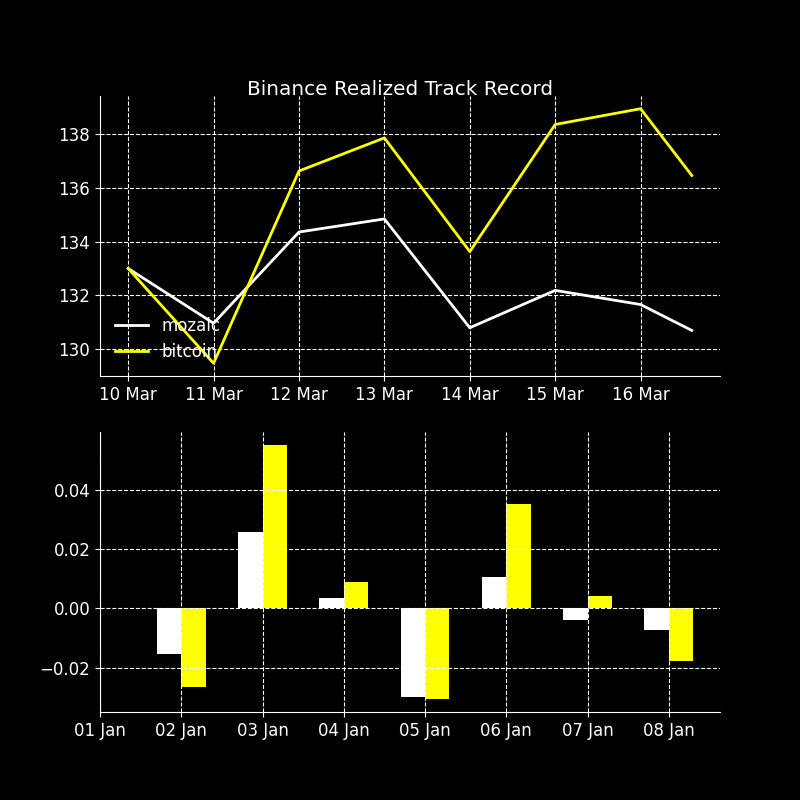 Binance Realized Track Record
138
136
134
132
130
mozaic
bitcoin
10 Mar 11 Mar 12 Mar 13 Mar 14 Mar 15 Mar 16 Mar
0.04
0.02
0.00
−0.02
01 Jan 02 Jan 03 Jan 04 Jan 05 Jan 06 Jan 07 Jan 08 Jan